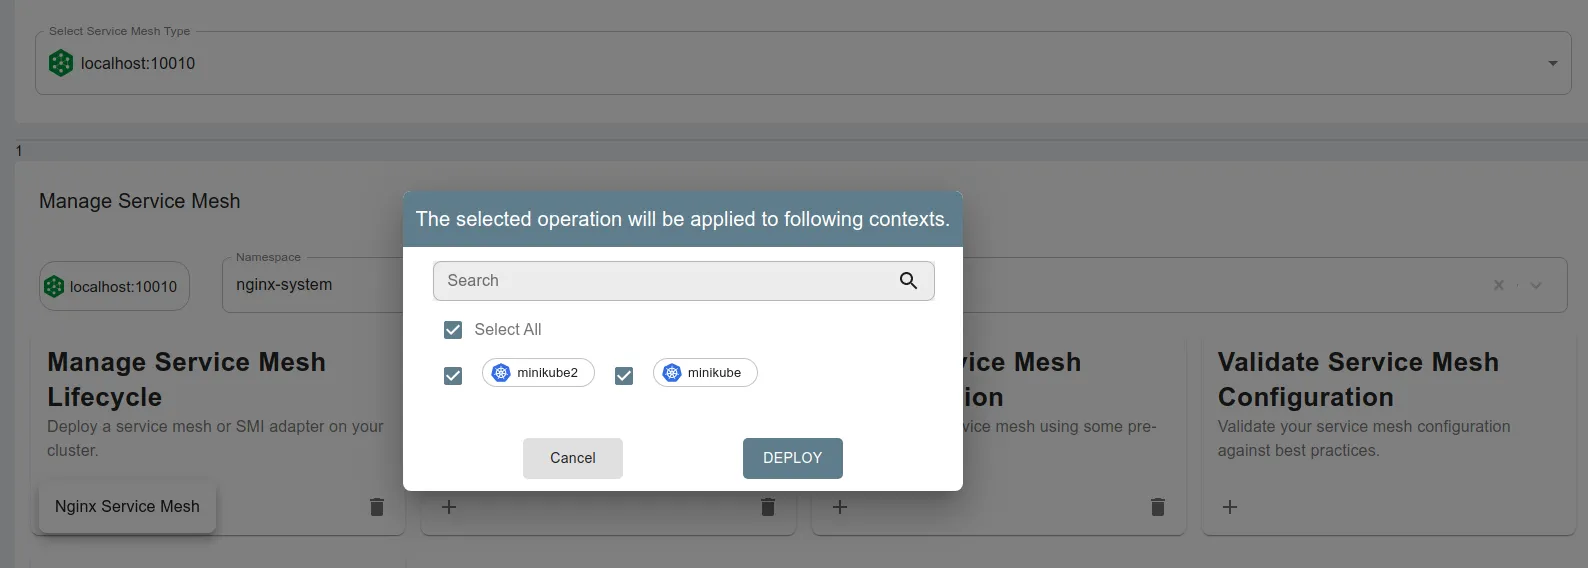 Select Service Mesh Type
localhost:10010
1
Manage Service Mesh
localhost:10010
Namespace
nginx-system
The selected operation will be applied to following contexts.
Search
Select All
minikube2
minikube
Cancel
DEPLOY
Manage Service Mesh
Lifecycle
Deploy a service mesh or SMI adapter on your
cluster.
Nginx Service Mesh
Mesh
vice mesh using some pre-
Validate Service Mesh
Configuration
Validate your service mesh configuration
against best practices.